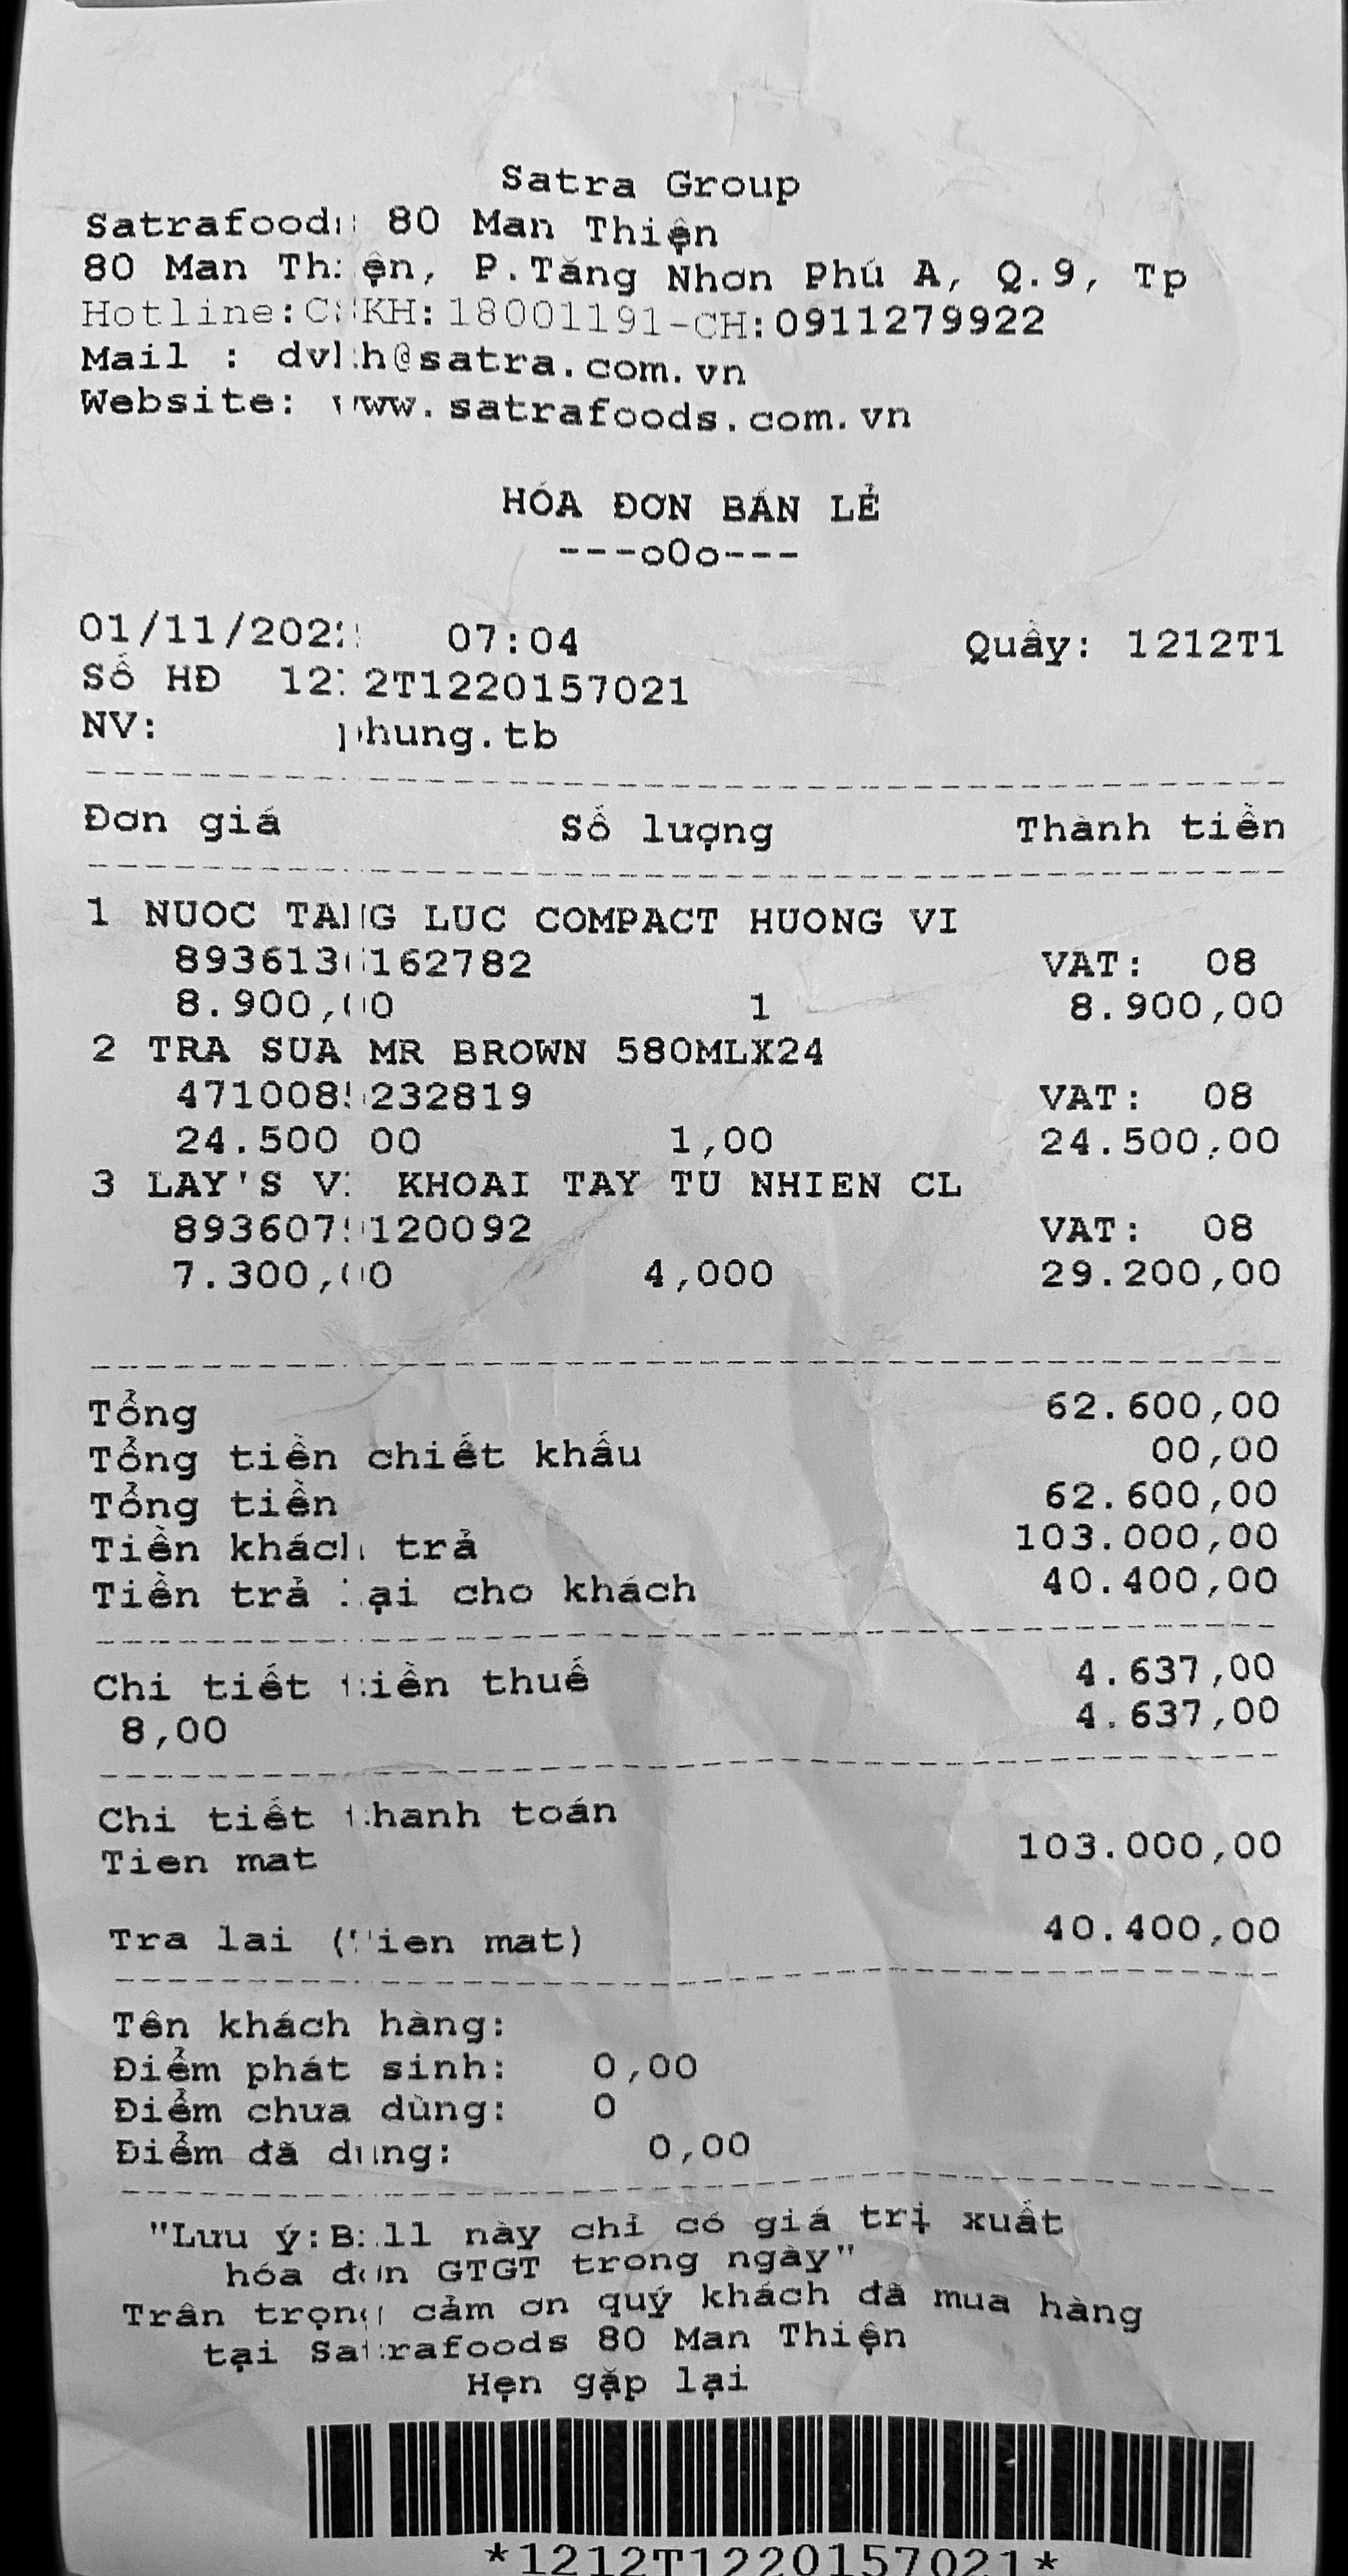 Satra Group
Satrafoods 80 Man Thiện
80 Man Thiện, P.Tăng Nhơn Phú A, Q.9, Tp
Hotline:CSKH:18001191-CH:0911279922
Mail : dvkh@satra.com.vn
Website: www.satrafoods.com.vn
HÓA ĐƠN BÁN LẺ
---oOo---
01/11/2022 07:04 Quầy: 1212T1
Số HĐ 1212T1220157021
NV: phung.tb
Đơn giá Số lượng Thành tiền
1 NUOC TANG LUC COMPACT HUONG VI
VAT: 08
8.900,00 1 8.900,00
2 TRA SUA MR BROWN 580MLX24
4710085232819 VAT: 08
24.500,00 1,00 24.500,00
3 LAY'S VI KHOAI TAY TU NHIEN CL
8936079120092 VAT: 08
7.300,00 4,000 29.200,00
Tổng 62.600,00
Tổng tiền chiết khấu 00,00
Tổng tiền 62.600,00
Tiền khách trả 103.000,00
Tiền trả lại cho khách 40.400,00
Chi tiết tiền thuế 4.637,00
8,00 4.637,00
Chi tiết thanh toán
Tien mat 103.000,00
Tra lai (Tien mat) 40.400,00
Tên khách hàng:
Điểm phát sinh: 0,00
Điểm chưa dùng: 0
Điểm đã dùng: 0,00
"Lưu ý:Bill này chỉ có giá trị xuất
hóa đơn GTGT trong ngày"
Trân trọng cảm ơn quý khách đã mua hàng
tại Satrafoods 80 Man Thiện
Hẹn gặp lại
*1212T1220157021*